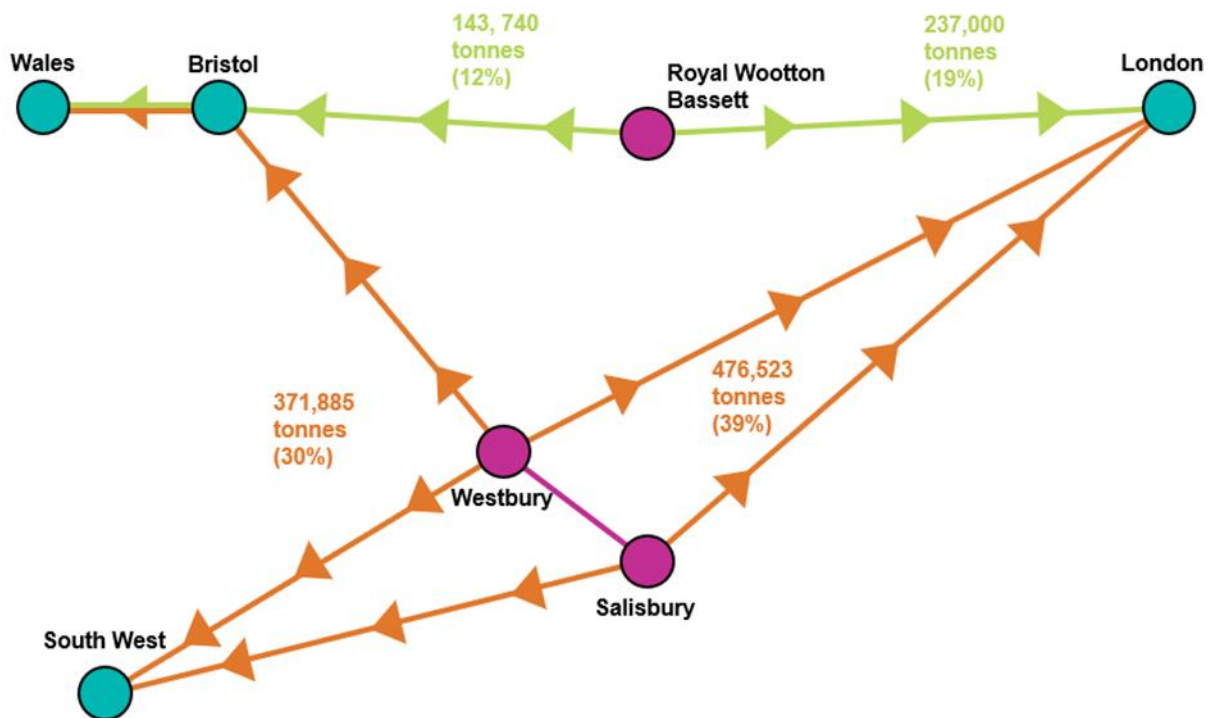 143, 740
tonnes
(12%)
237,000
tonnes
(19%)
Wales
Bristol
Royal Wootton
Bassett
London
371,885
tonnes
(30%)
476,523
tonnes
(39%)
Westbury
Salisbury
South West